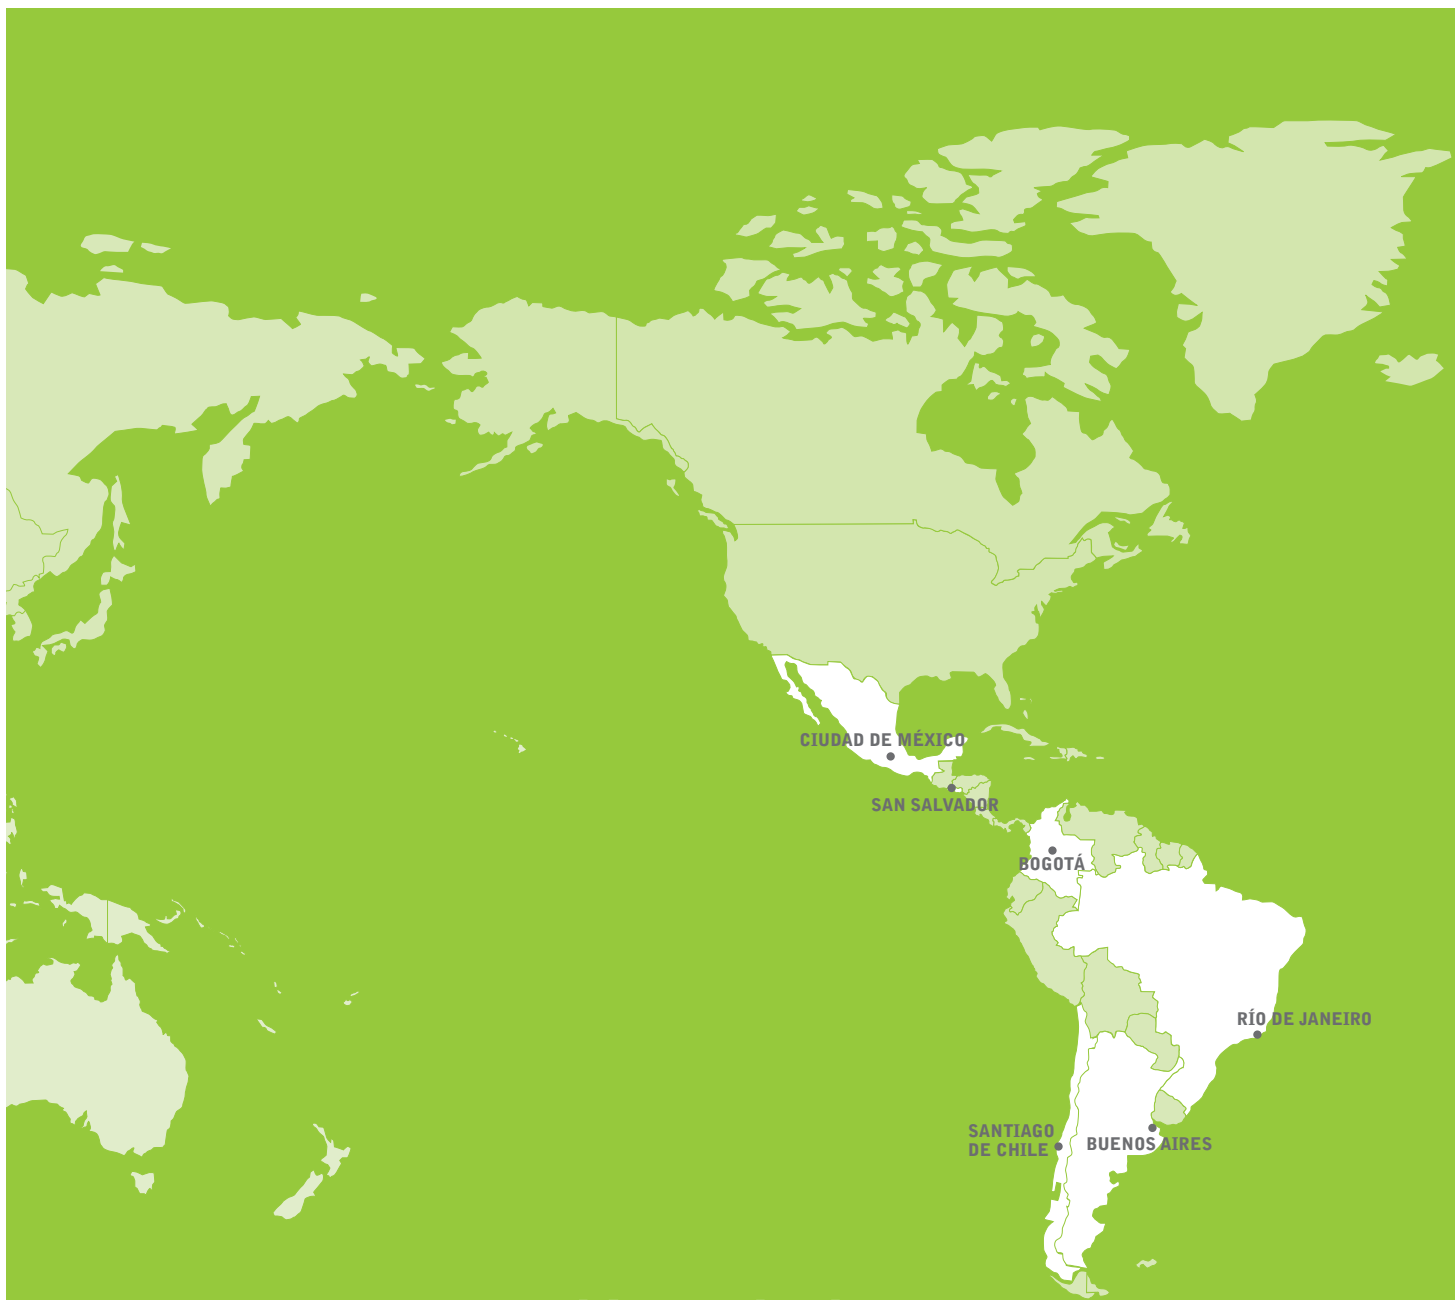 CIUDAD DE MÉXICO
SAN SALVADOR
BOGOTÁ
RÍO DE JANEIRO
SANTIAGO
DE CHILE
BUENOS AIRES